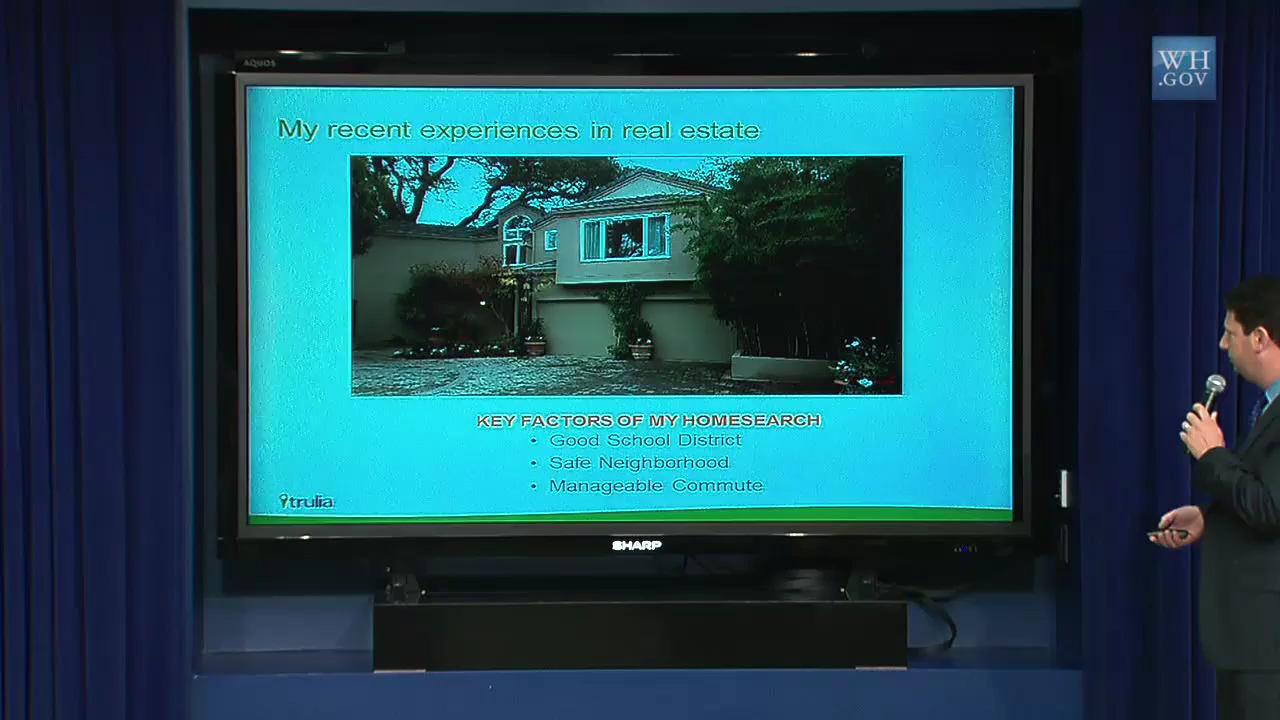 AQUOS
WH
.GOV
My recent experiences in real estate
KEY FACTORS OF MY HOMESEARCH
• Good School District
• Safe Neighborhood
• Manageable Commute
trulia
SHARP